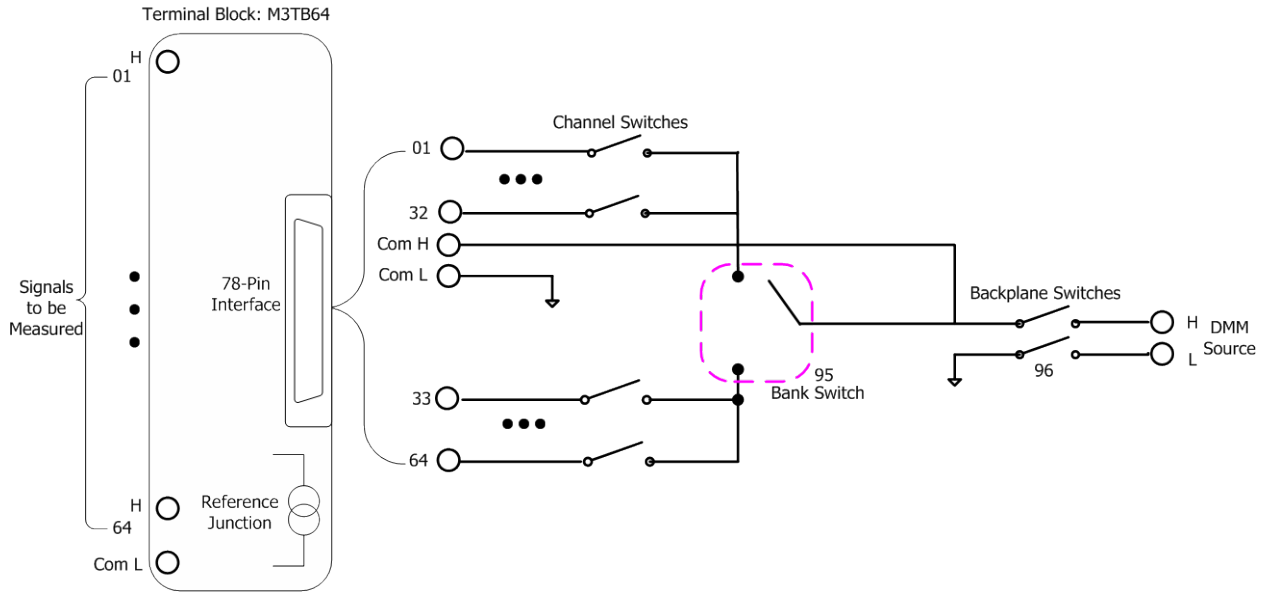 Terminal Block: M3TB64
H
01
Channel Switches
01
32
Com H
Com L
78-Pin
Interface
Signals
to be
Measured
Backplane Switches
H
DMM
Source
L
96
95
Bank Switch
33
64
H
64
Reference
Junction
Com L